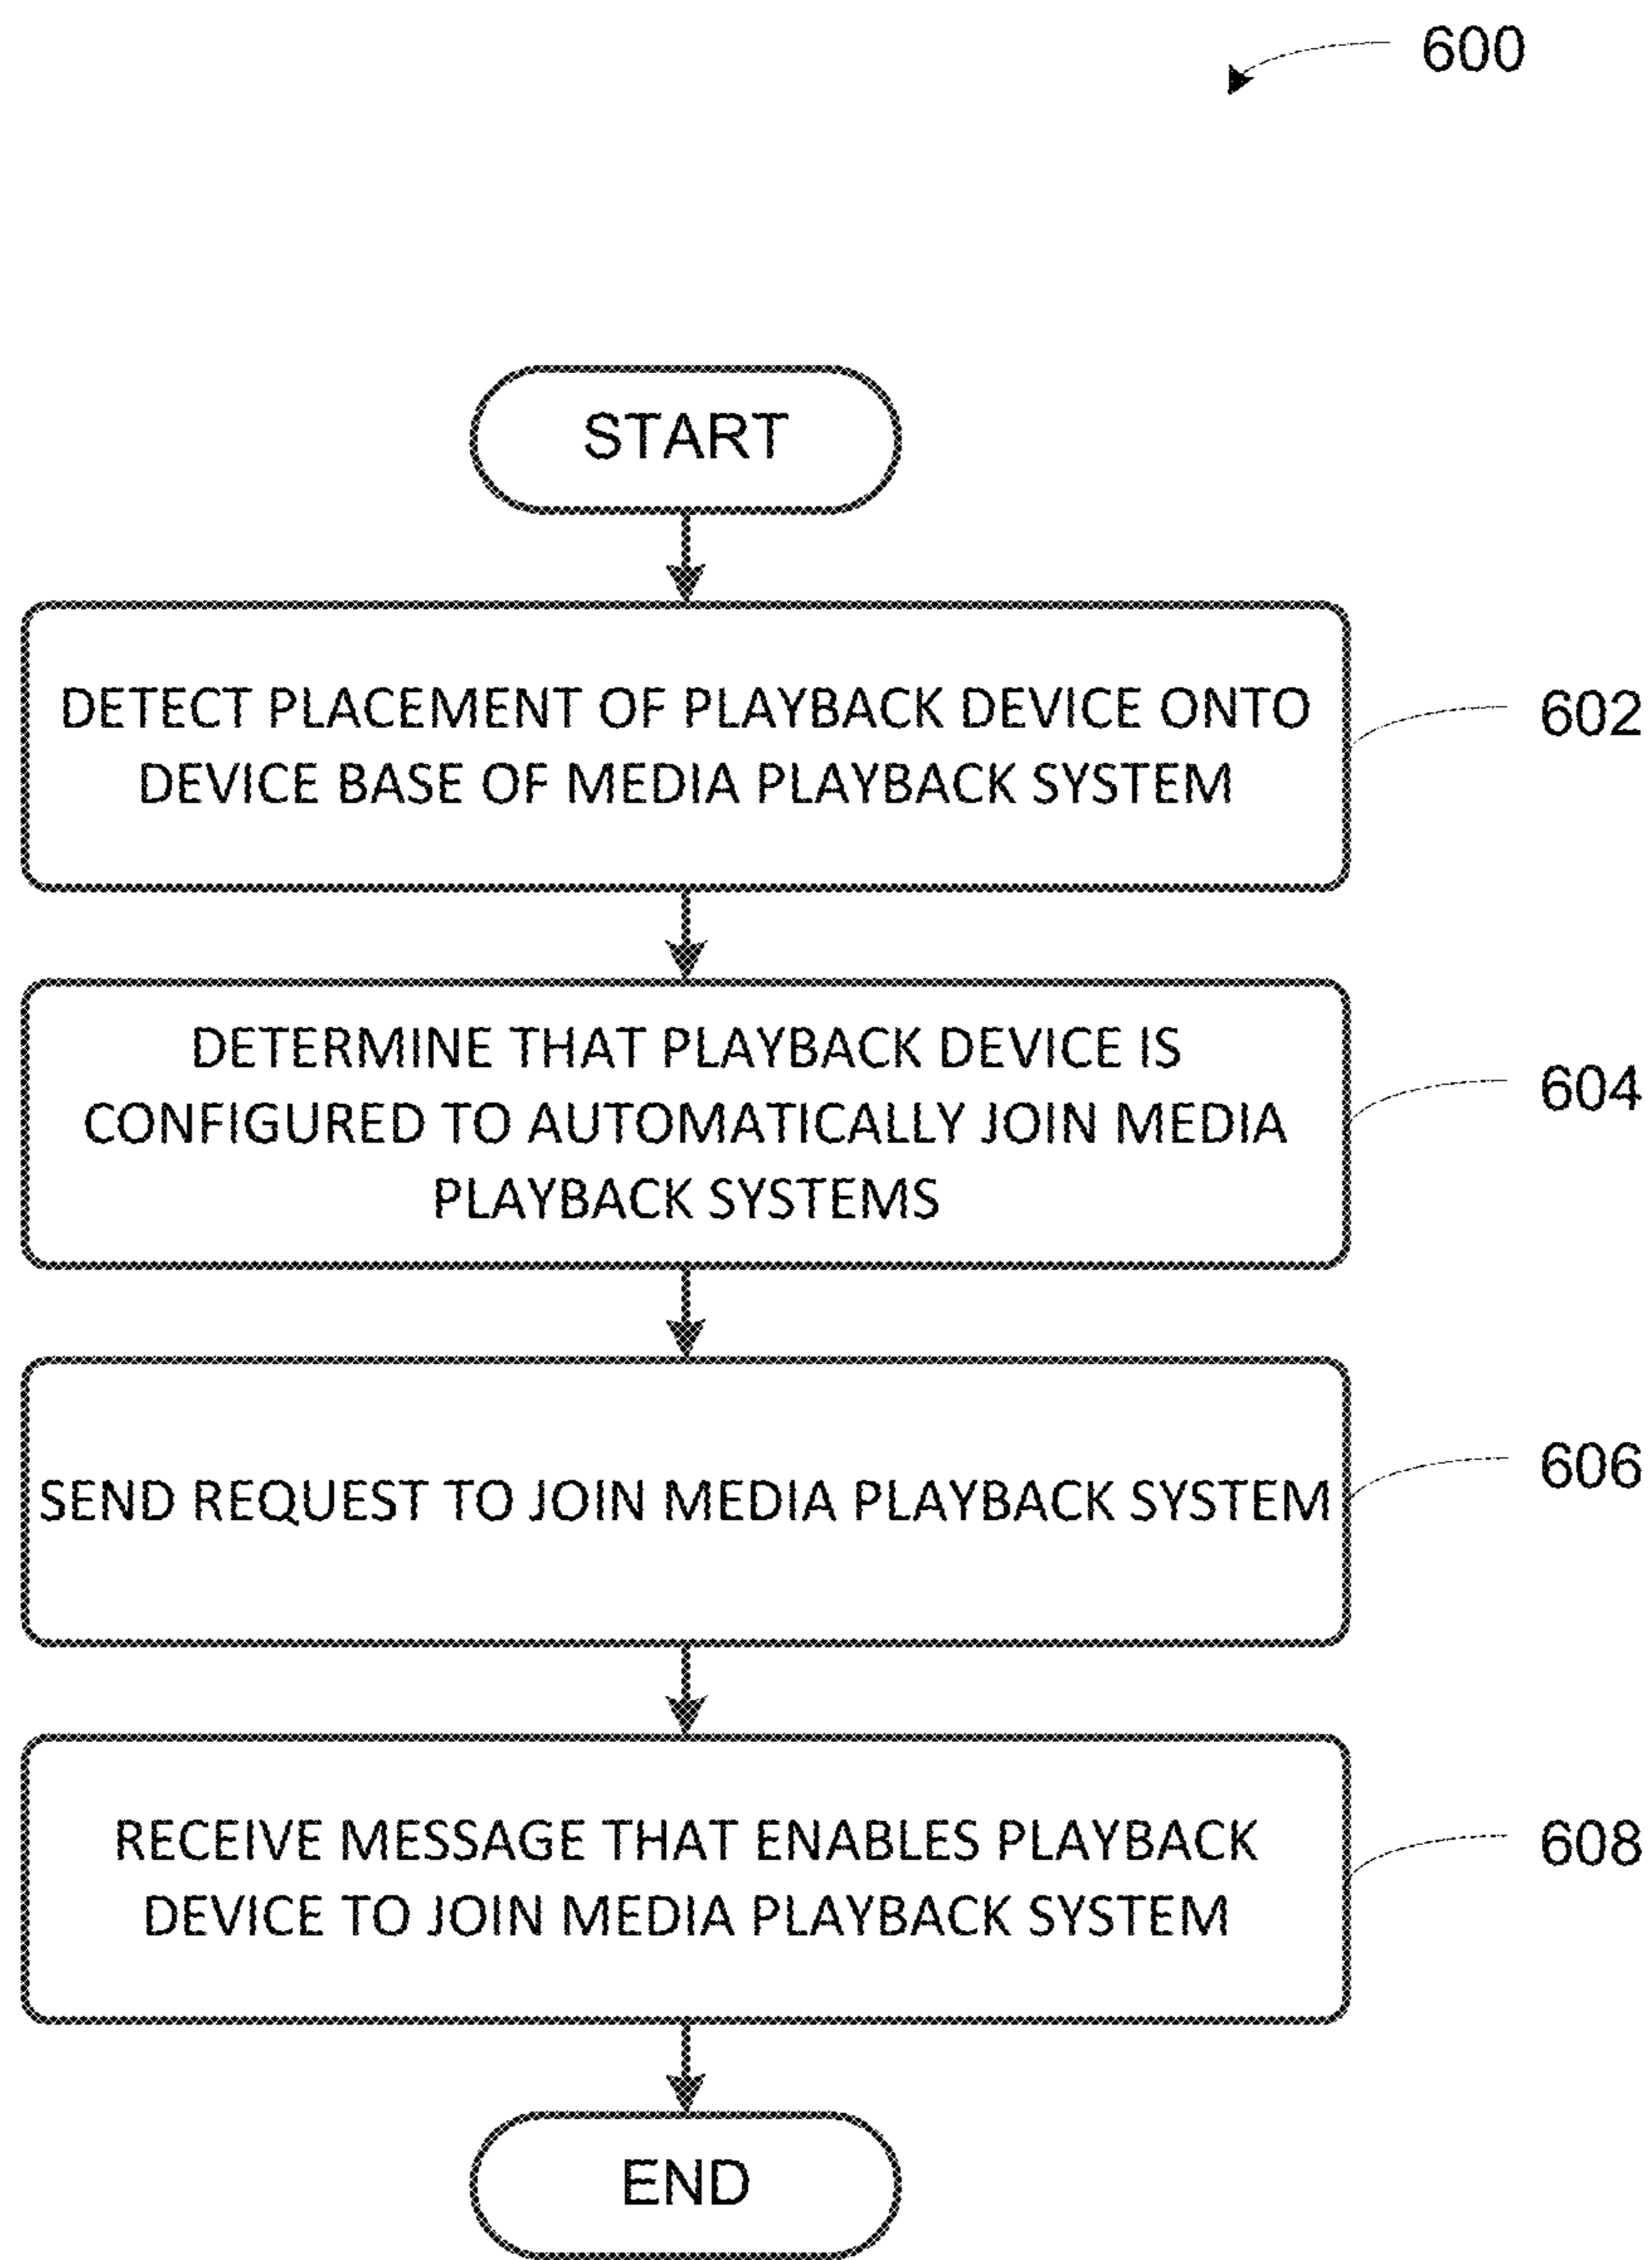 600
START
DETECT PLACEMENT OF PLAYBACK DEVICE ONTO
DEVICE BASE OF MEDIA PLAYBACK SYSTEM
602
DETERMINE THAT PLAYBACK DEVICE IS
CONFIGURED TO AUTOMATICALLY JOIN MEDIA
PLAYBACK SYSTEMS
604
SEND REQUEST TO JOIN MEDIA PLAYBACK SYSTEM
606
RECEIVE MESSAGE THAT ENABLES PLAYBACK
DEVICE TO JOIN MEDIA PLAYBACK SYSTEM
608
END